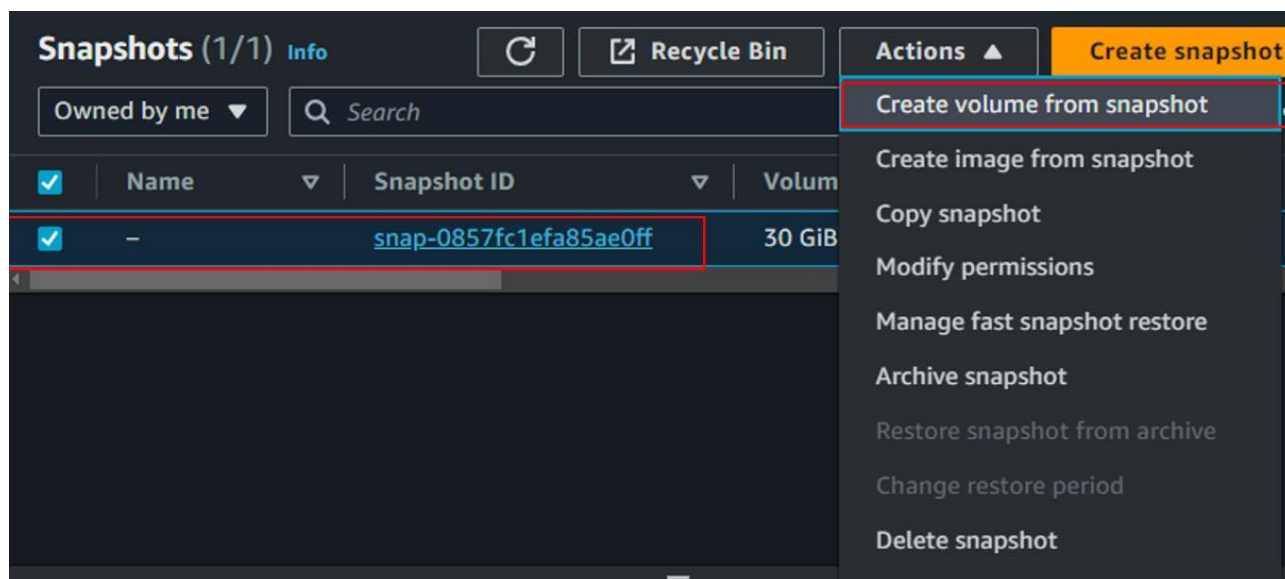 Snapshots (1/1) Info Recycle Bin Actions Create snapshot
Owned by me Search
Create volume from snapshot
Create image from snapshot
Name Snapshot ID Volum
Copy snapshot
– snap-0857fc1efa85ae0ff 30 GiB
Modify permissions
Manage fast snapshot restore
Archive snapshot
Restore snapshot from archive
Change restore period
Delete snapshot